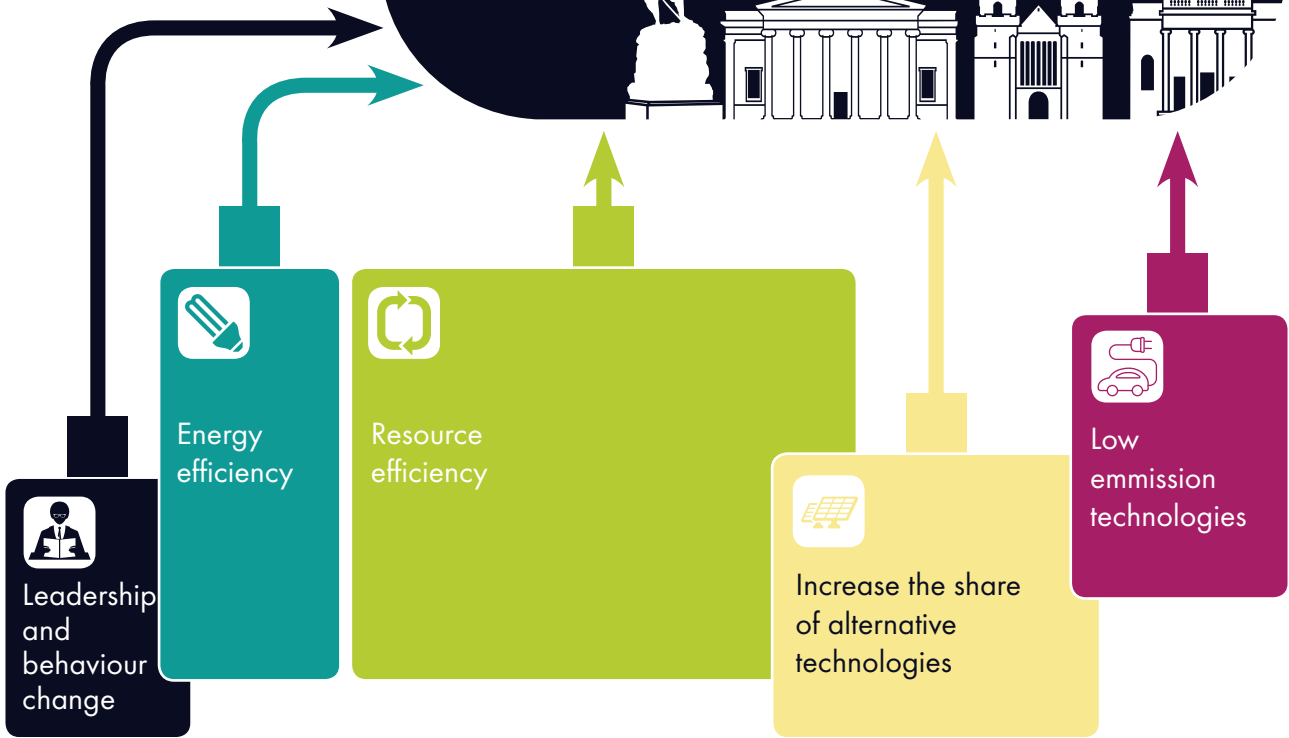 Energy
efficiency
Resource
efficiency
Low
emmission
technologies
Leadership
and
behaviour
change
Increase the share
of alternative
technologies